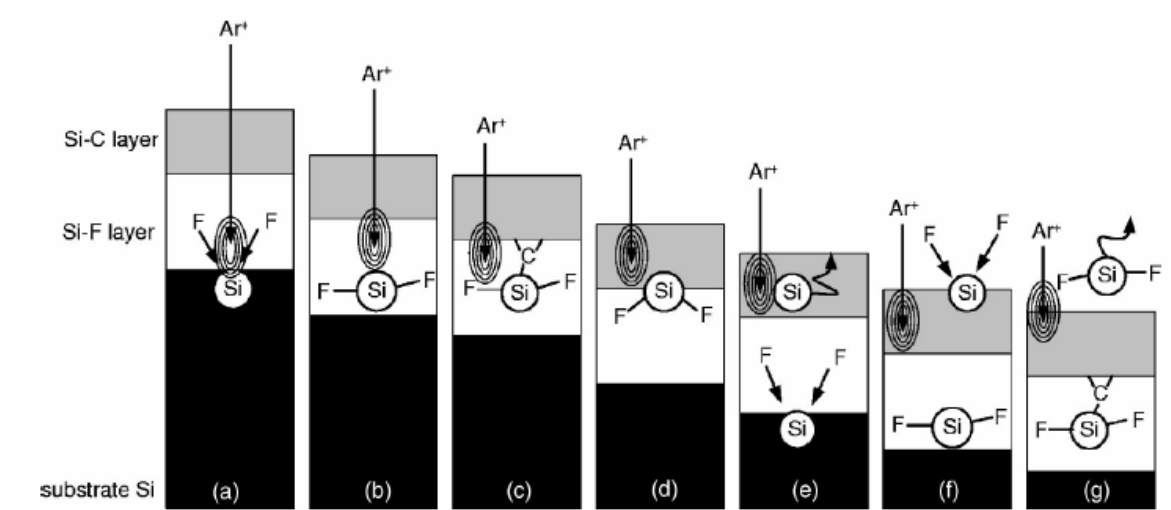 Ar⁺
Ar⁺
Ar⁺
Ar⁺
Ar⁺
Ar⁺
Ar⁺
Si-C layer
Si-F layer
substrate Si
F F
Si
(a)
F Si F
(b)
C
F Si F
(c)
Si
F F
(d)
Si
F F
Si
(e)
F F
Si
F Si F
(f)
F Si F
C
F Si F
(g)